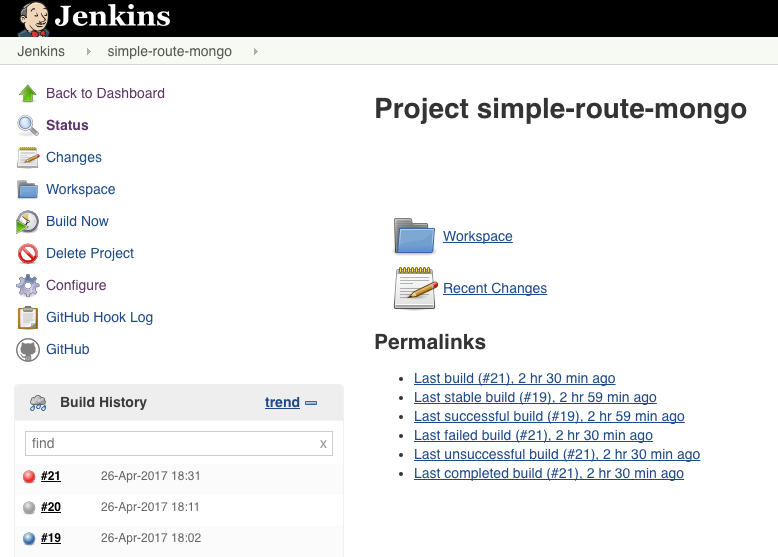 Jenkins
Jenkins simple-route-mongo
Back to Dashboard
Status
Changes
Workspace
Build Now
Delete Project
Configure
GitHub Hook Log
GitHub
Build History trend
find x
#21 26-Apr-2017 18:31
#20 26-Apr-2017 18:11
#19 26-Apr-2017 18:02
Project simple-route-mongo
Workspace
Recent Changes
Permalinks
Last build (#21), 2 hr 30 min ago
Last stable build (#19), 2 hr 59 min ago
Last successful build (#19), 2 hr 59 min ago
Last failed build (#21), 2 hr 30 min ago
Last unsuccessful build (#21), 2 hr 30 min ago
Last completed build (#21), 2 hr 30 min ago